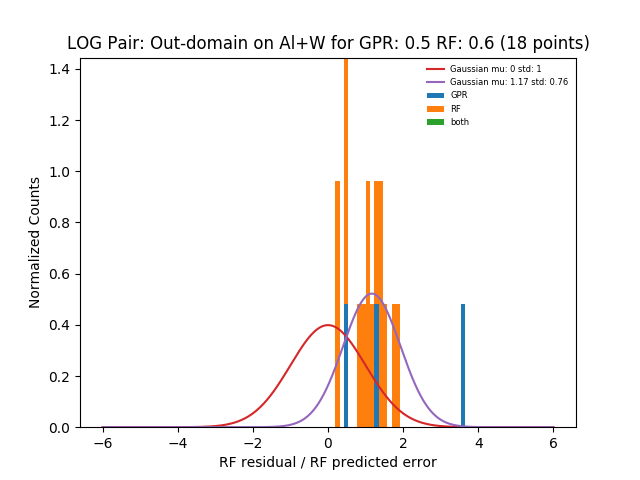 LOG Pair: Out-domain on Al+W for GPR: 0.5 RF: 0.6 (18 points)
Normalized Counts
1.4
1.2
1.0
0.8
0.6
0.4
0.2
0.0
Gaussian mu: 0 std: 1
Gaussian mu: 1.17 std: 0.76
GPR
RF
both
−6 −4 −2 0 2 4 6
RF residual / RF predicted error